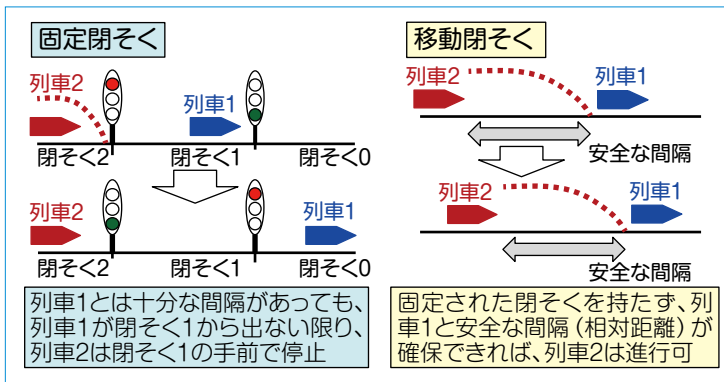 固定閉そく
列車2
列車1
閉そく2
閉そく1
閉そく0
列車2
列車1
閉そく2
閉そく1
閉そく0
列車1とは十分な間隔があっても、
列車1が閉そく1から出ない限り、
列車2は閉そく1の手前で停止
移動閉そく
列車2
列車1
安全な間隔
列車2
列車1
安全な間隔
固定された閉そくを持たず、列
車1と安全な間隔(相対距離)が
確保できれば、列車2は進行可